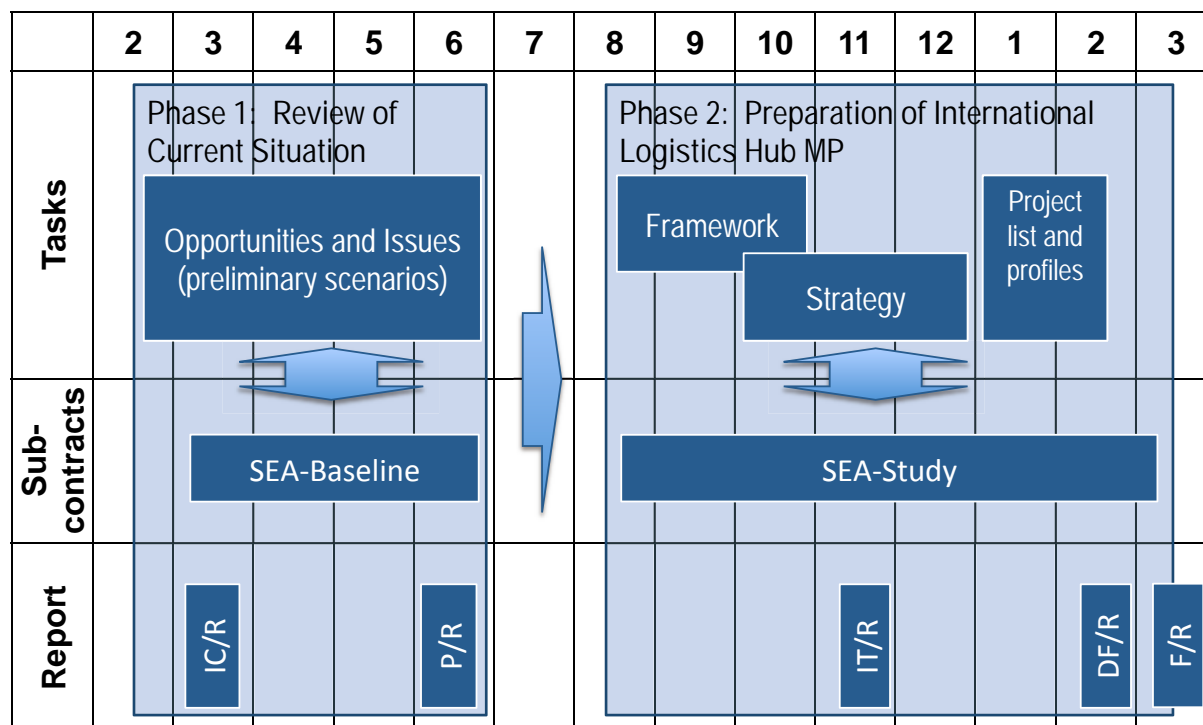 2 3 4 5 6 7 8 9 10 11 12 1 2 3
Tasks
Phase 1: Review of
Current Situation
Opportunities and Issues
(preliminary scenarios)
Phase 2: Preparation of International
Logistics Hub MP
Framework
Strategy
Project
list and
profiles
Sub-
contracts
SEA-Baseline
SEA-Study
Report
IC/R
P/R
IT/R
DF/R
F/R